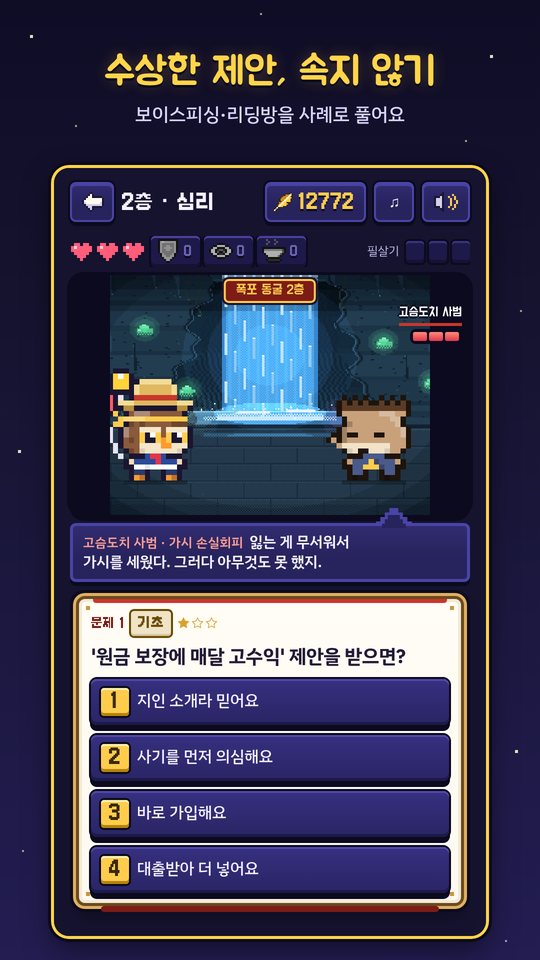 수상한 제안, 속지 않기
보이스피싱·리딩방을 사례로 풀어요
2층 · 심리
12772
0
0
0
필살기
폭포 동굴 2층
고슴도치 사범
고슴도치 사범 · 가시 손실회피 잃는 게 무서워서
가시를 세웠다. 그러다 아무것도 못 했지.
문제 1 기초
'원금 보장에 매달 고수익' 제안을 받으면?
1 지인 소개라 믿어요
2 사기를 먼저 의심해요
3 바로 가입해요
4 대출받아 더 넣어요